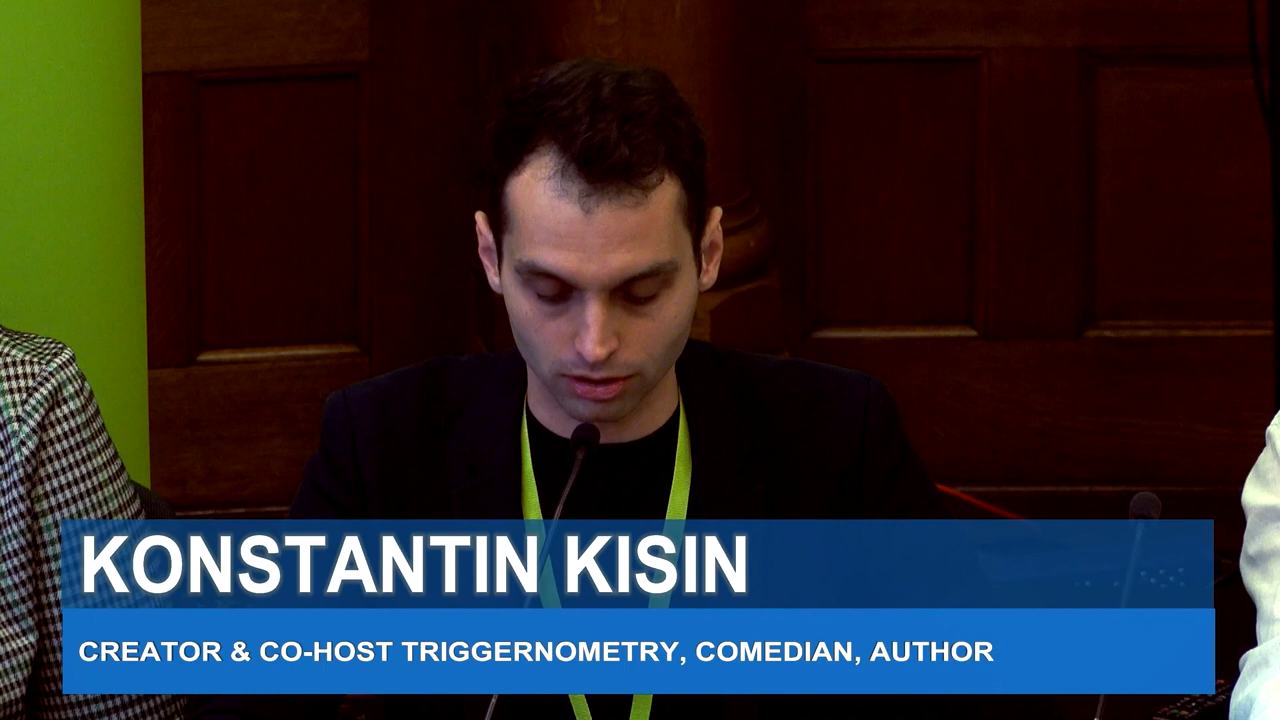 KONSTANTIN KISIN
CREATOR & CO-HOST TRIGGERNOMETRY, COMEDIAN, AUTHOR